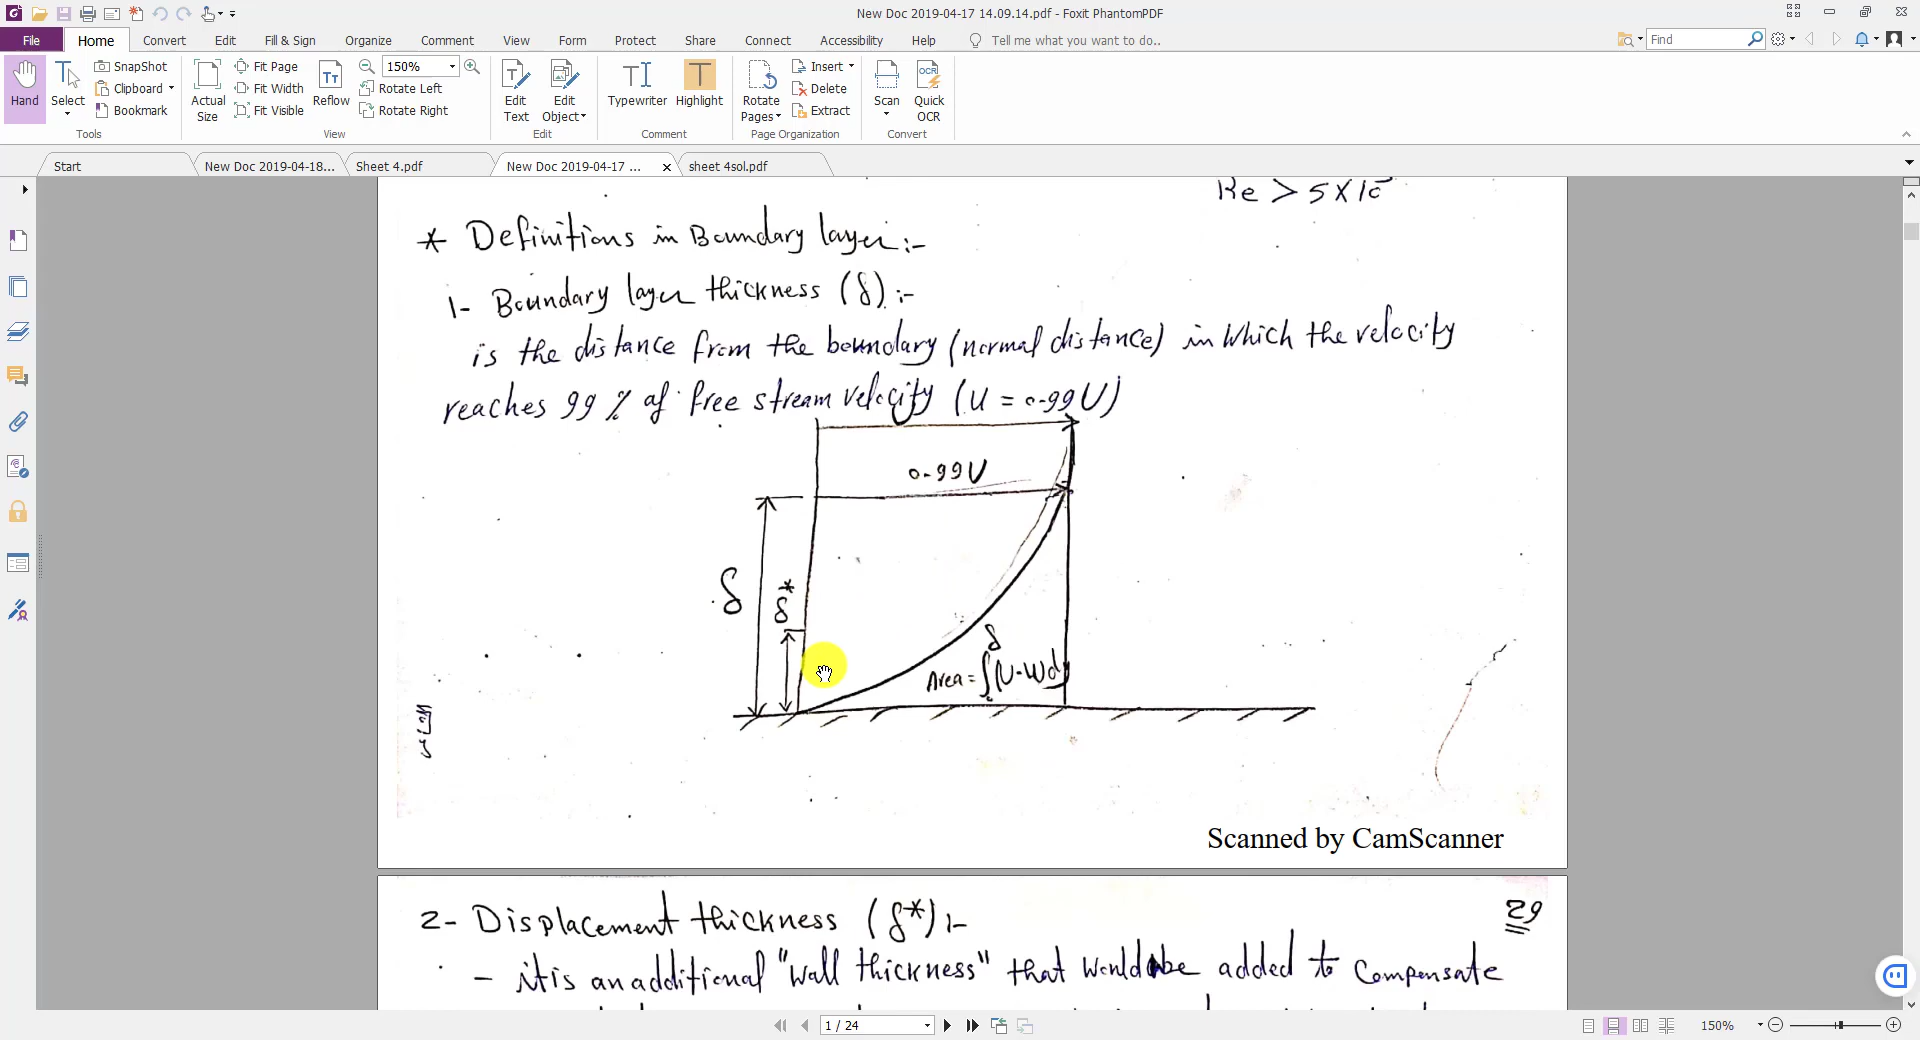 New Doc 2019-04-17 14.09.14.pdf - Foxit PhantomPDF
File Home Convert Edit Fill & Sign Organize Comment View Form Protect Share Connect Accessibility Help Tell me what you want to do.. Find
Hand
Select
SnapShot
Clipboard
Bookmark
Tools
Actual Size
Fit Page
Fit Width
Fit Visible
Reflow
150%
Rotate Left
Rotate Right
View
Edit Text
Edit Object
Edit
Typewriter
Highlight
Comment
Rotate Pages
Insert
Delete
Extract
Page Organization
Scan
Quick OCR
Convert
Start New Doc 2019-04-18... Sheet 4.pdf New Doc 2019-04-17 ... sheet 4sol.pdf
* Definitions in Boundary layer:-
1- Boundary layer thickness (δ):-
is the distance from the boundary (normal distance) in which the velocity
reaches 99 % of free stream velocity (U = 0.99 U)
0.99 U
δ
δ*
δ
Area = ∫(U-u)dy
Scanned by CamScanner
29
2- Displacement thickness (δ*):-
- it is an additional "wall thickness" that would be added to compensate
1 / 24
150%